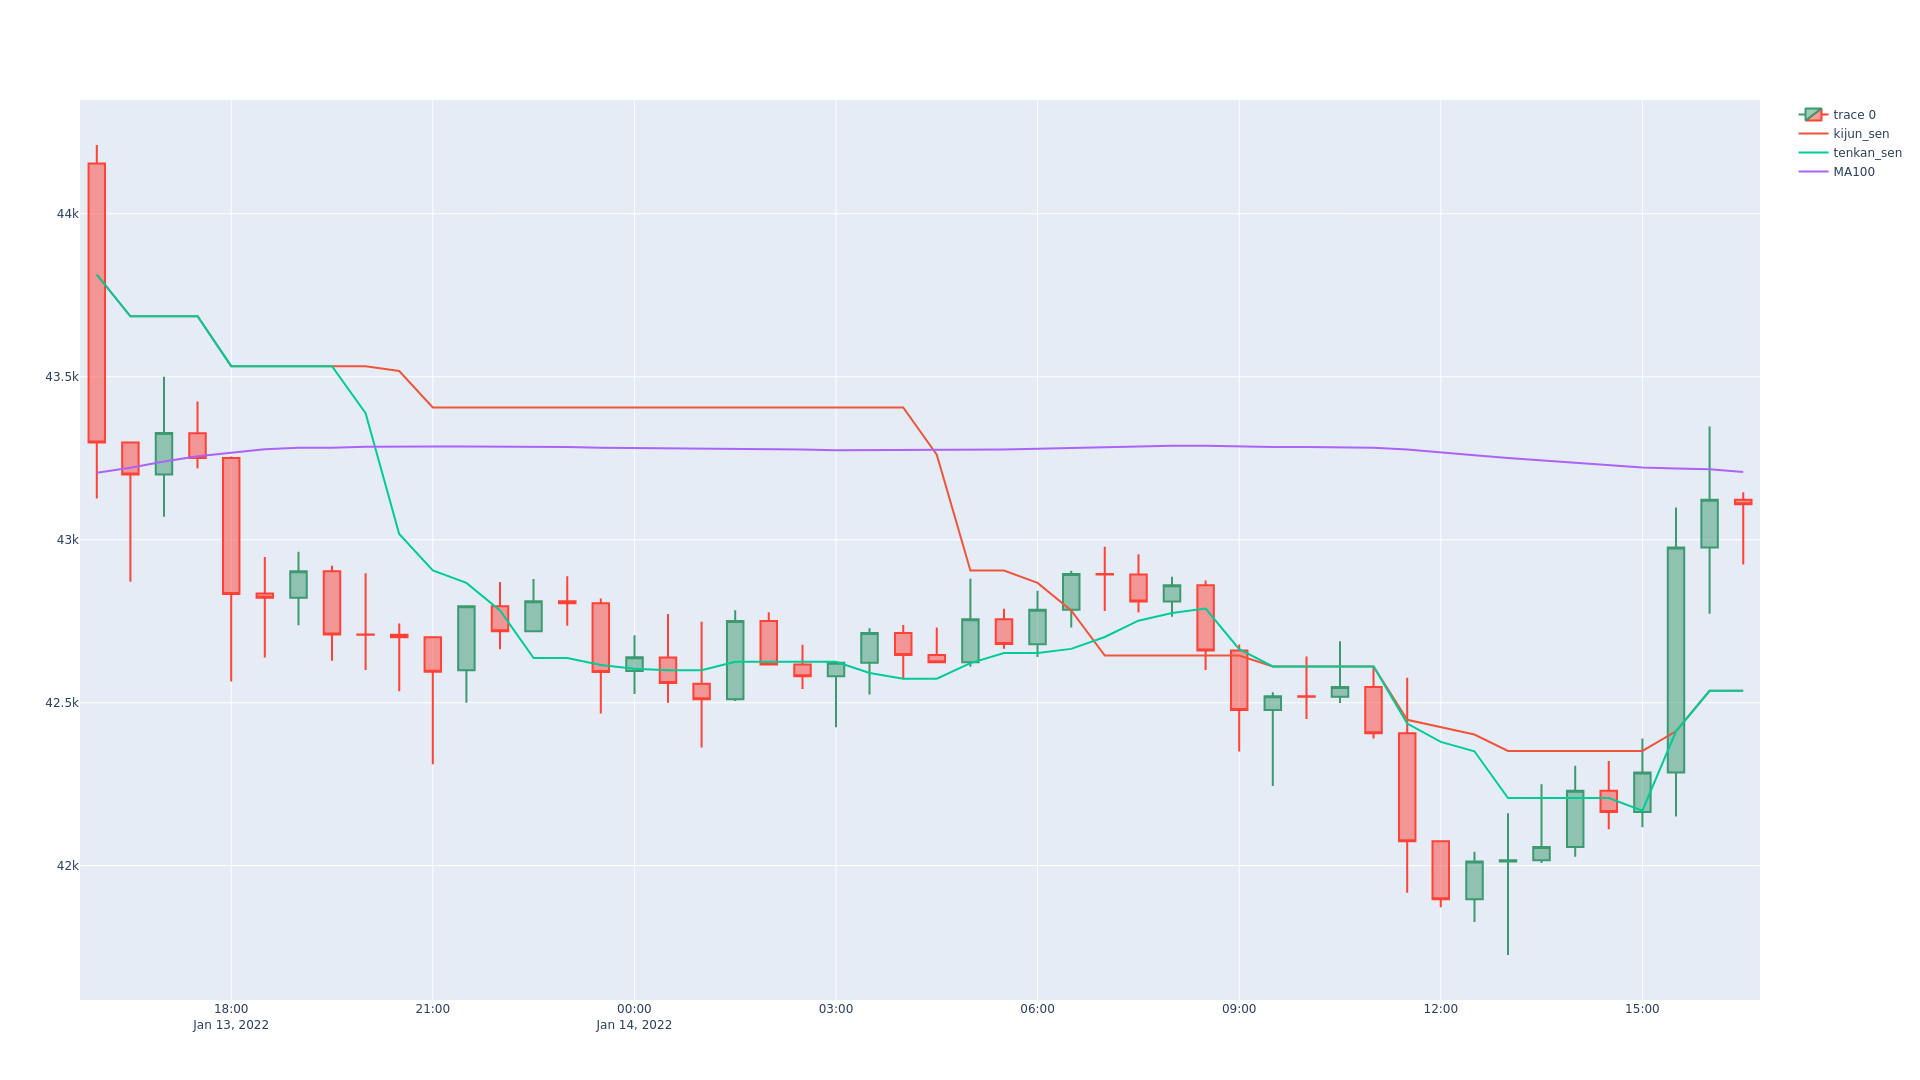 trace 0
kijun_sen
tenkan_sen
MA100
44k
43.5k
43k
42.5k
42k
18:00 21:00 00:00 03:00 06:00 09:00 12:00 15:00
Jan 13, 2022 Jan 14, 2022